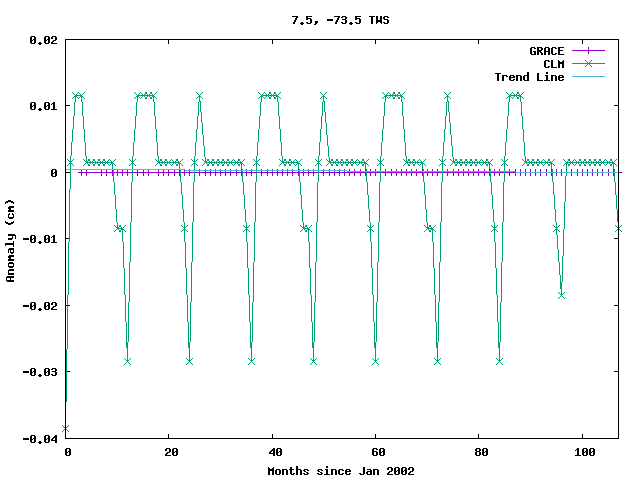 7.5, -73.5 TWS
GRACE
CLM
Trend Line
0.02
0.01
0
-0.01
-0.02
-0.03
-0.04
Anomaly (cm)
0 20 40 60 80 100
Months since Jan 2002